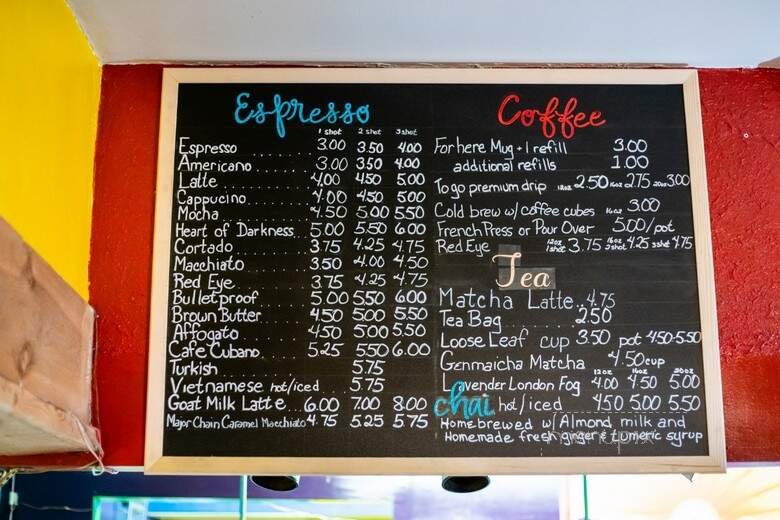 Espresso
1 shot 2 shot 3 shot
Espresso 3.00 3.50 4.00
Americano 3.00 3.50 4.00
Latte 4.00 4.50 5.00
Cappucino 4.00 4.50 5.00
Mocha 4.50 5.00 5.50
Heart of Darkness 5.00 5.50 6.00
Cortado 3.75 4.25 4.75
Macchiato 3.50 4.00 4.50
Red Eye 3.75 4.25 4.75
Bulletproof 5.00 5.50 6.00
Brown Butter 4.50 5.00 5.50
Affogato 4.50 5.00 5.50
Cafe Cubano 5.25 5.50 6.00
Turkish 5.75
Vietnamese hot/iced 5.75
Goat Milk Latte 6.00 7.00 8.00
Major Chain Caramel Macchiato 4.75 5.25 5.75
Coffee
For here Mug + 1 refill 3.00
additional refills 1.00
To go premium drip 12oz 2.50 16oz 2.75 20oz 3.00
Cold brew w/ coffee cubes 16oz 3.00
French Press or Pour Over 5.00/pot
Red Eye 12oz 1 shot 3.75 16oz 2 shot 4.25 3 shot 4.75
Tea
Matcha Latte 4.75
Tea Bag 2.50
Loose Leaf cup 3.50 pot 4.50-5.50
Genmaicha Matcha 4.50 cup
12oz 16oz 20oz
Lavender London Fog 4.00 4.50 5.00
chai hot/iced 4.50 5.00 5.50
Homebrewed w/ Almond milk and
Homemade fresh ginger & tumeric syrup